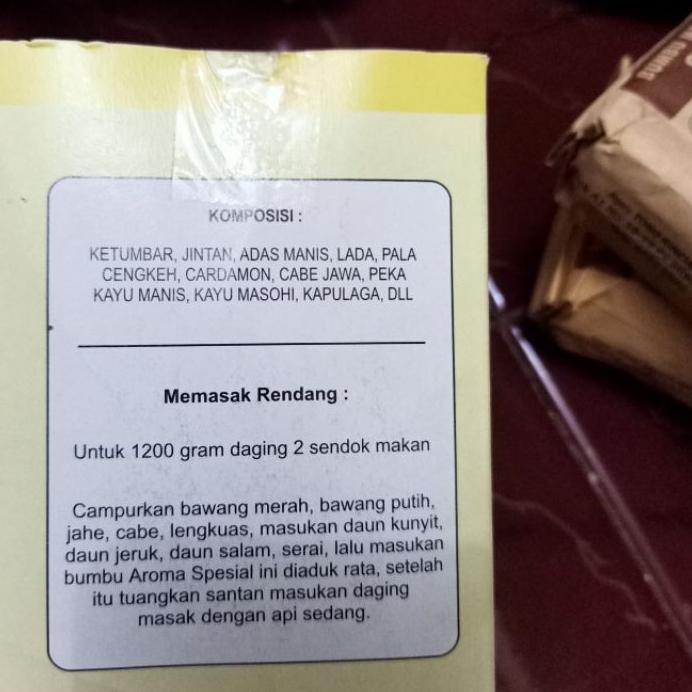 KOMPOSISI :
KETUMBAR, JINTAN, ADAS MANIS, LADA, PALA
CENGKEH, CARDAMON, CABE JAWA, PEKA
KAYU MANIS, KAYU MASOHI, KAPULAGA, DLL
Memasak Rendang :
Untuk 1200 gram daging 2 sendok makan
Campurkan bawang merah, bawang putih,
jahe, cabe, lengkuas, masukan daun kunyit,
daun jeruk, daun salam, serai, lalu masukan
bumbu Aroma Spesial ini diaduk rata, setelah
itu tuangkan santan masukan daging
masak dengan api sedang.